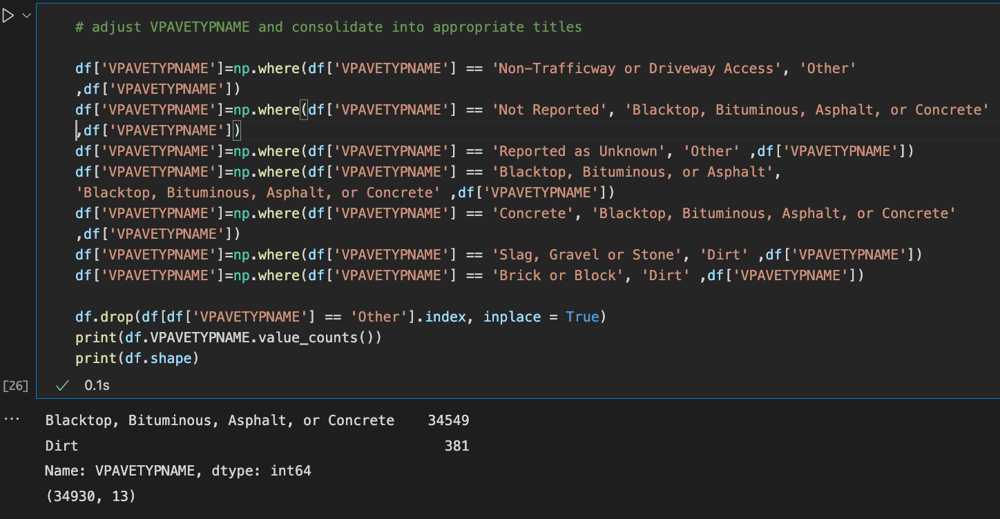 # adjust VPAVETYPNAME and consolidate into appropriate titles
df['VPAVETYPNAME']=np.where(df['VPAVETYPNAME'] == 'Non-Trafficway or Driveway Access', 'Other'
,df['VPAVETYPNAME'])
df['VPAVETYPNAME']=np.where(df['VPAVETYPNAME'] == 'Not Reported', 'Blacktop, Bituminous, Asphalt, or Concrete'
,df['VPAVETYPNAME'])
df['VPAVETYPNAME']=np.where(df['VPAVETYPNAME'] == 'Reported as Unknown', 'Other' ,df['VPAVETYPNAME'])
df['VPAVETYPNAME']=np.where(df['VPAVETYPNAME'] == 'Blacktop, Bituminous, or Asphalt',
'Blacktop, Bituminous, Asphalt, or Concrete' ,df['VPAVETYPNAME'])
df['VPAVETYPNAME']=np.where(df['VPAVETYPNAME'] == 'Concrete', 'Blacktop, Bituminous, Asphalt, or Concrete'
,df['VPAVETYPNAME'])
df['VPAVETYPNAME']=np.where(df['VPAVETYPNAME'] == 'Slag, Gravel or Stone', 'Dirt' ,df['VPAVETYPNAME'])
df['VPAVETYPNAME']=np.where(df['VPAVETYPNAME'] == 'Brick or Block', 'Dirt' ,df['VPAVETYPNAME'])
df.drop(df[df['VPAVETYPNAME'] == 'Other'].index, inplace = True)
print(df.VPAVETYPNAME.value_counts())
print(df.shape)
[26] 0.1s
Blacktop, Bituminous, Asphalt, or Concrete 34549
Dirt 381
Name: VPAVETYPNAME, dtype: int64
(34930, 13)